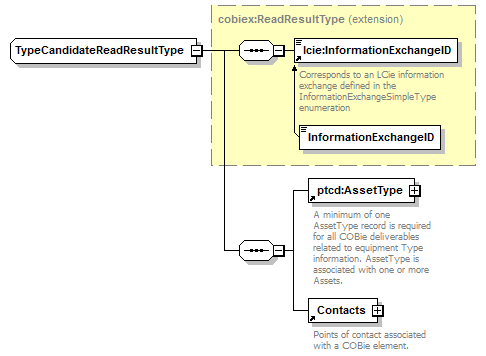 cobiex:ReadResultType (extension)
TypeCandidateReadResultType
lcie:InformationExchangeID
Corresponds to an LCie information
exchange defined in the
InformationExchangeSimpleType
enumeration
InformationExchangeID
ptcd:AssetType
A minimum of one
AssetType record is required
for all COBie deliverables
related to equipment Type
information. AssetType is
associated with one or more
Assets.
Contacts
Points of contact associated
with a COBie element.